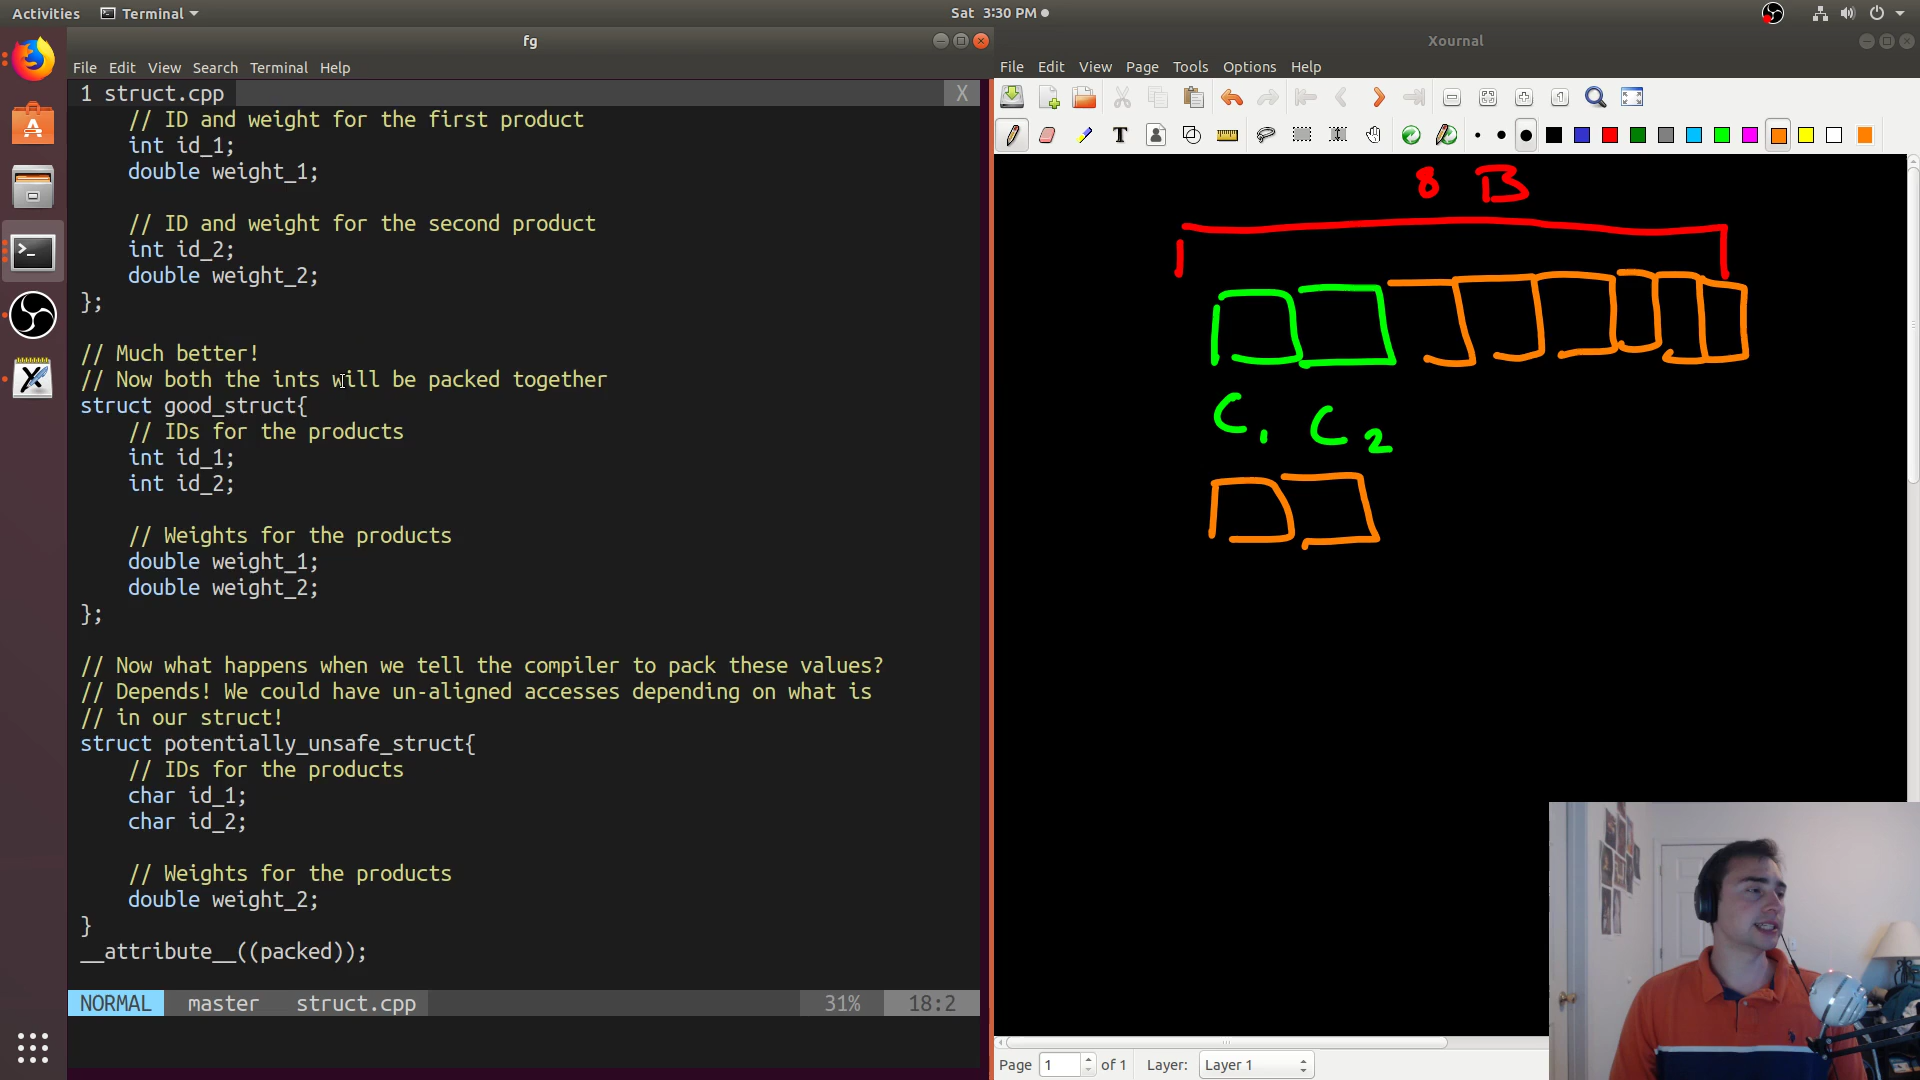 Activities Terminal Sat 3:30 PM
fg
File Edit View Search Terminal Help
1 struct.cpp X
// ID and weight for the first product
int id_1;
double weight_1;
// ID and weight for the second product
int id_2;
double weight_2;
};
// Much better!
// Now both the ints will be packed together
struct good_struct{
// IDs for the products
int id_1;
int id_2;
// Weights for the products
double weight_1;
double weight_2;
};
// Now what happens when we tell the compiler to pack these values?
// Depends! We could have un-aligned accesses depending on what is
// in our struct!
struct potentially_unsafe_struct{
// IDs for the products
char id_1;
char id_2;
// Weights for the products
double weight_2;
}
__attribute__((packed));
NORMAL master struct.cpp 31% 18:2
Xournal
File Edit View Page Tools Options Help
8 B
C1 C2
Page 1 of 1 Layer: Layer 1